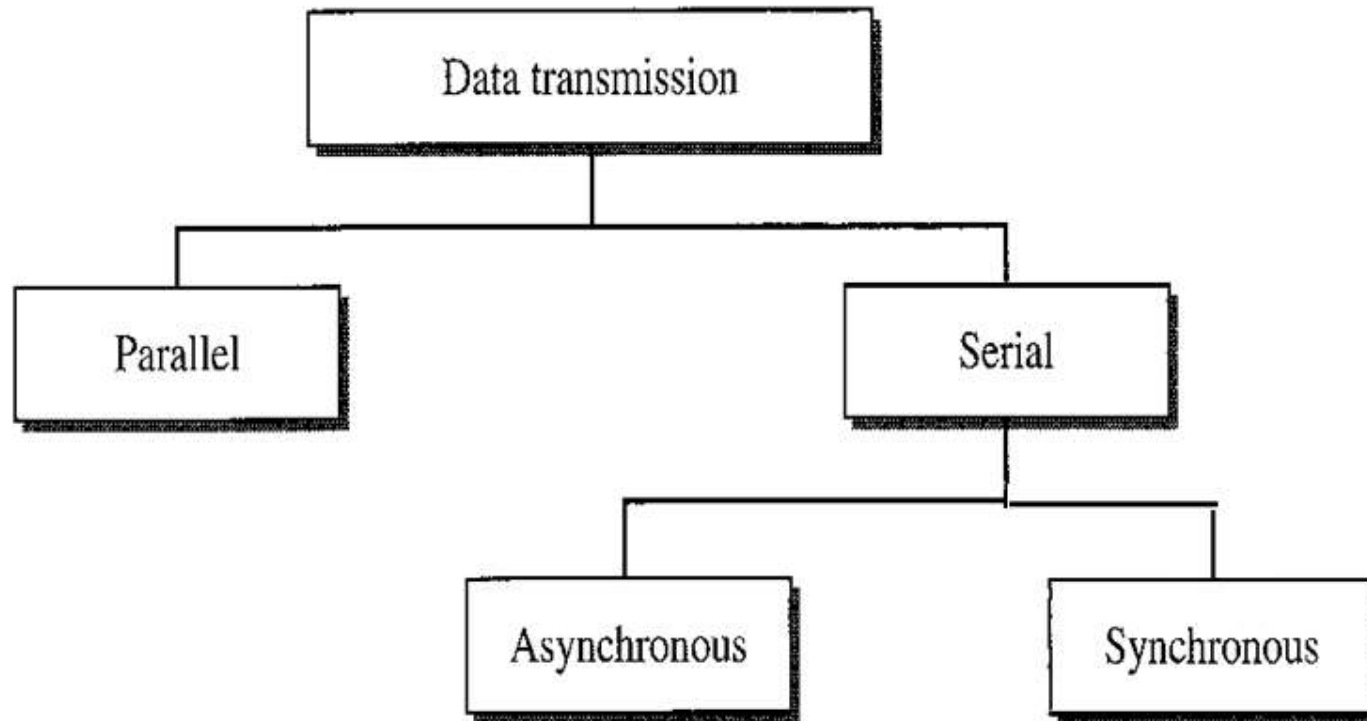 Data transmission
Parallel
Serial
Asynchronous
Synchronous